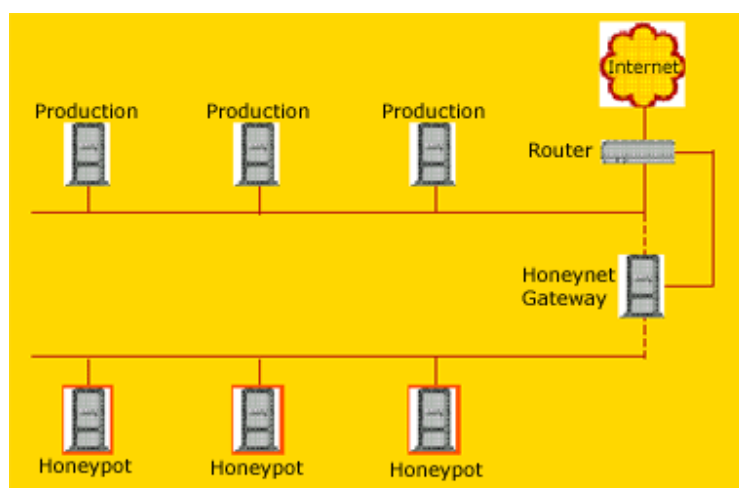 Internet
Production
Production
Production
Router
Honeynet
Gateway
Honeypot
Honeypot
Honeypot